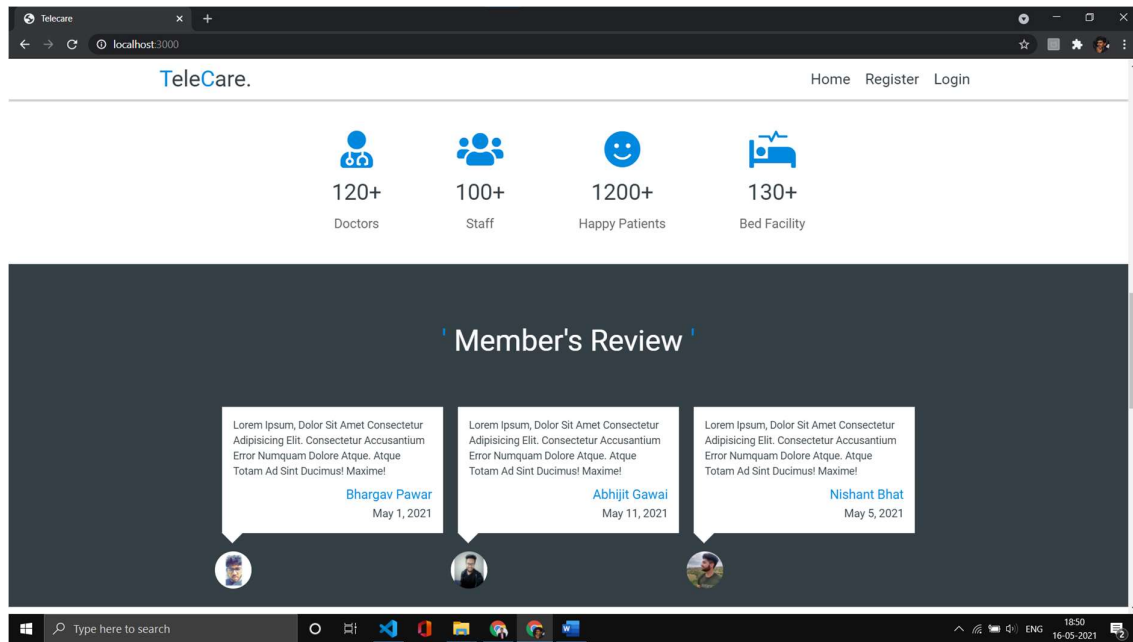 Telecare
localhost:3000
TeleCare.
Home Register Login
120+ 100+ 1200+ 130+
Doctors Staff Happy Patients Bed Facility
' Member's Review '
Lorem Ipsum, Dolor Sit Amet Consectetur
Adipisicing Elit. Consectetur Accusantium
Error Numquam Dolore Atque. Atque
Totam Ad Sint Ducimus! Maxime!
Bhargav Pawar
May 1, 2021
Lorem Ipsum, Dolor Sit Amet Consectetur
Adipisicing Elit. Consectetur Accusantium
Error Numquam Dolore Atque. Atque
Totam Ad Sint Ducimus! Maxime!
Abhijit Gawai
May 11, 2021
Lorem Ipsum, Dolor Sit Amet Consectetur
Adipisicing Elit. Consectetur Accusantium
Error Numquam Dolore Atque. Atque
Totam Ad Sint Ducimus! Maxime!
Nishant Bhat
May 5, 2021
Type here to search
ENG
18:50
16-05-2021
2